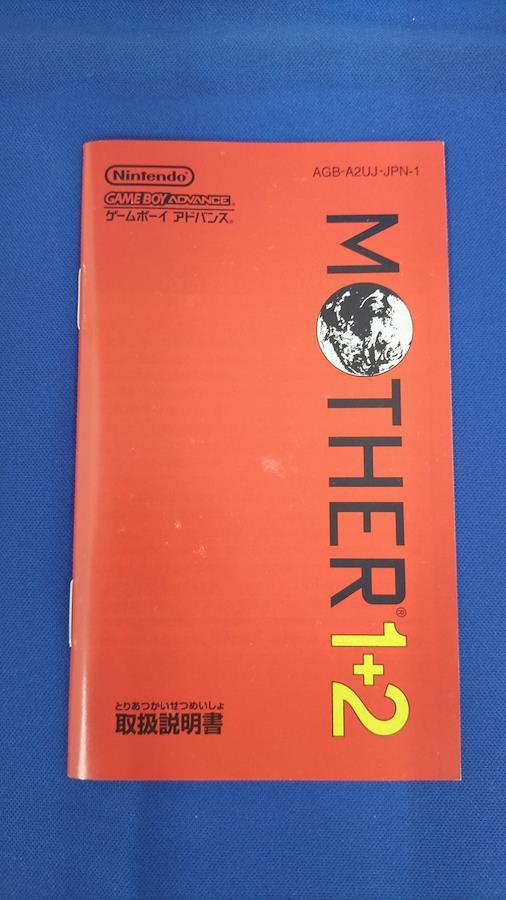 Nintendo®
AGB-A2UJ-JPN-1
GAME BOY ADVANCE®
ゲームボーイ アドバンス®
MOTHER® 1+2
とりあつかいせつめいしょ
取扱説明書